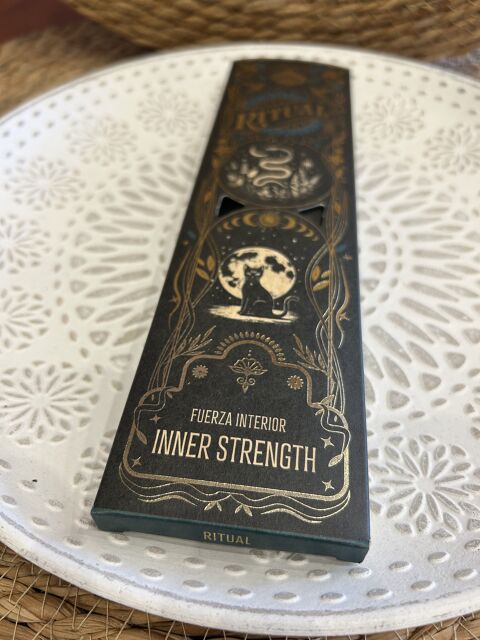 RITUAL
FUERZA INTERIOR
INNER STRENGTH
RITUAL